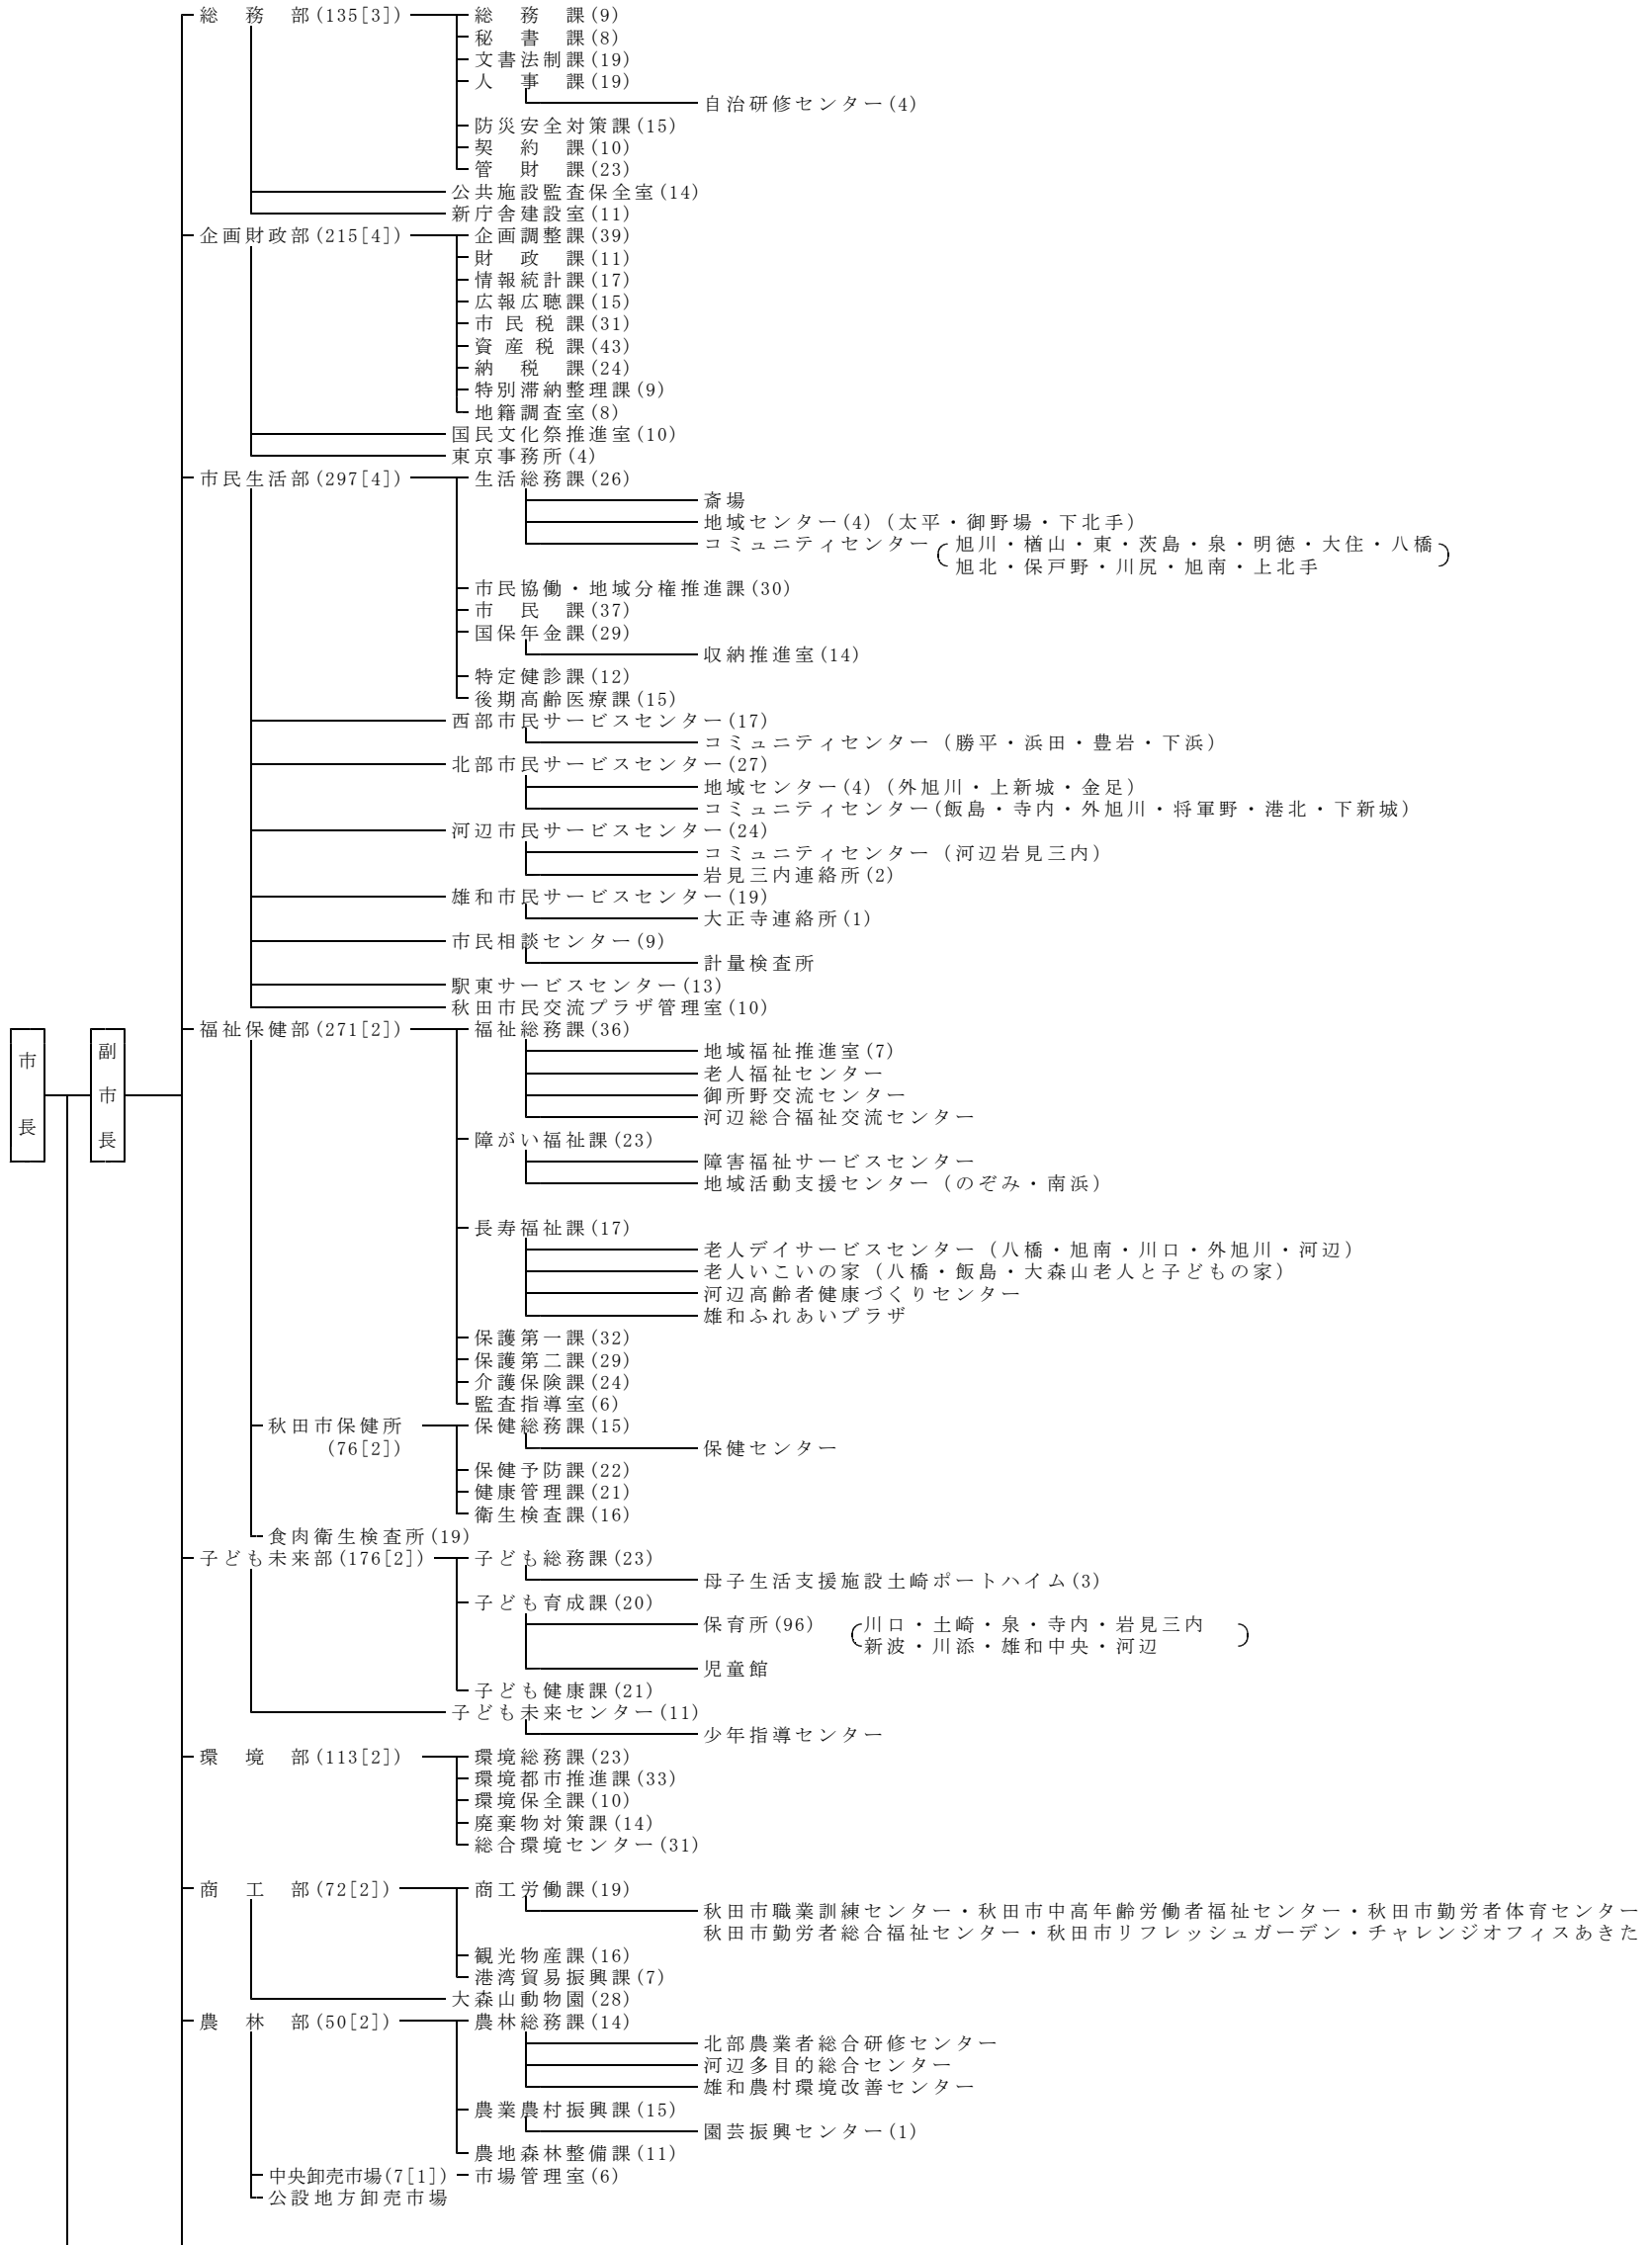 総務部(135[3]) 総務課(9)
秘書課(8)
文書法制課(19)
人事課(19)
自治研修センター(4)
防災安全対策課(15)
契約課(10)
管財課(23)
公共施設監査保全室(14)
新庁舎建設室(11)
企画財政部(215[4]) 企画調整課(39)
財政課(11)
情報統計課(17)
広報広聴課(15)
市民税課(31)
資産税課(43)
納税課(24)
特別滞納整理課(9)
地籍調査室(8)
国民文化祭推進室(10)
東京事務所(4)
市民生活部(297[4]) 生活総務課(26)
斎場
地域センター(4)（太平・御野場・下北手）
コミュニティセンター（旭川・楢山・東・茨島・泉・明徳・大住・八橋
旭北・保戸野・川尻・旭南・上北手）
市民協働・地域分権推進課(30)
市民課(37)
国保年金課(29)
収納推進室(14)
特定健診課(12)
後期高齢医療課(15)
西部市民サービスセンター(17)
コミュニティセンター（勝平・浜田・豊岩・下浜）
北部市民サービスセンター(27)
地域センター(4)（外旭川・上新城・金足）
コミュニティセンター(飯島・寺内・外旭川・将軍野・港北・下新城)
河辺市民サービスセンター(24)
コミュニティセンター（河辺岩見三内）
岩見三内連絡所(2)
雄和市民サービスセンター(19)
大正寺連絡所(1)
市民相談センター(9)
計量検査所
駅東サービスセンター(13)
秋田市民交流プラザ管理室(10)
市長
副市長
福祉保健部(271[2]) 福祉総務課(36)
地域福祉推進室(7)
老人福祉センター
御所野交流センター
河辺総合福祉交流センター
障がい福祉課(23)
障害福祉サービスセンター
地域活動支援センター（のぞみ・南浜）
長寿福祉課(17)
老人デイサービスセンター（八橋・旭南・川口・外旭川・河辺）
老人いこいの家（八橋・飯島・大森山老人と子どもの家）
河辺高齢者健康づくりセンター
雄和ふれあいプラザ
保護第一課(32)
保護第二課(29)
介護保険課(24)
監査指導室(6)
秋田市保健所 保健総務課(15)
(76[2]) 保健センター
保健予防課(22)
健康管理課(21)
衛生検査課(16)
食肉衛生検査所(19)
子ども未来部(176[2]) 子ども総務課(23)
母子生活支援施設土崎ポートハイム(3)
子ども育成課(20)
保育所(96)（川口・土崎・泉・寺内・岩見三内
新波・川添・雄和中央・河辺）
児童館
子ども健康課(21)
子ども未来センター(11)
少年指導センター
環境部(113[2]) 環境総務課(23)
環境都市推進課(33)
環境保全課(10)
廃棄物対策課(14)
総合環境センター(31)
商工部(72[2]) 商工労働課(19)
秋田市職業訓練センター・秋田市中高年齢労働者福祉センター・秋田市勤労者体育センター
秋田市勤労者総合福祉センター・秋田市リフレッシュガーデン・チャレンジオフィスあきた
観光物産課(16)
港湾貿易振興課(7)
大森山動物園(28)
農林部(50[2]) 農林総務課(14)
北部農業者総合研修センター
河辺多目的総合センター
雄和農村環境改善センター
農業農村振興課(15)
園芸振興センター(1)
農地森林整備課(11)
中央卸売市場(7[1]) 市場管理室(6)
公設地方卸売市場